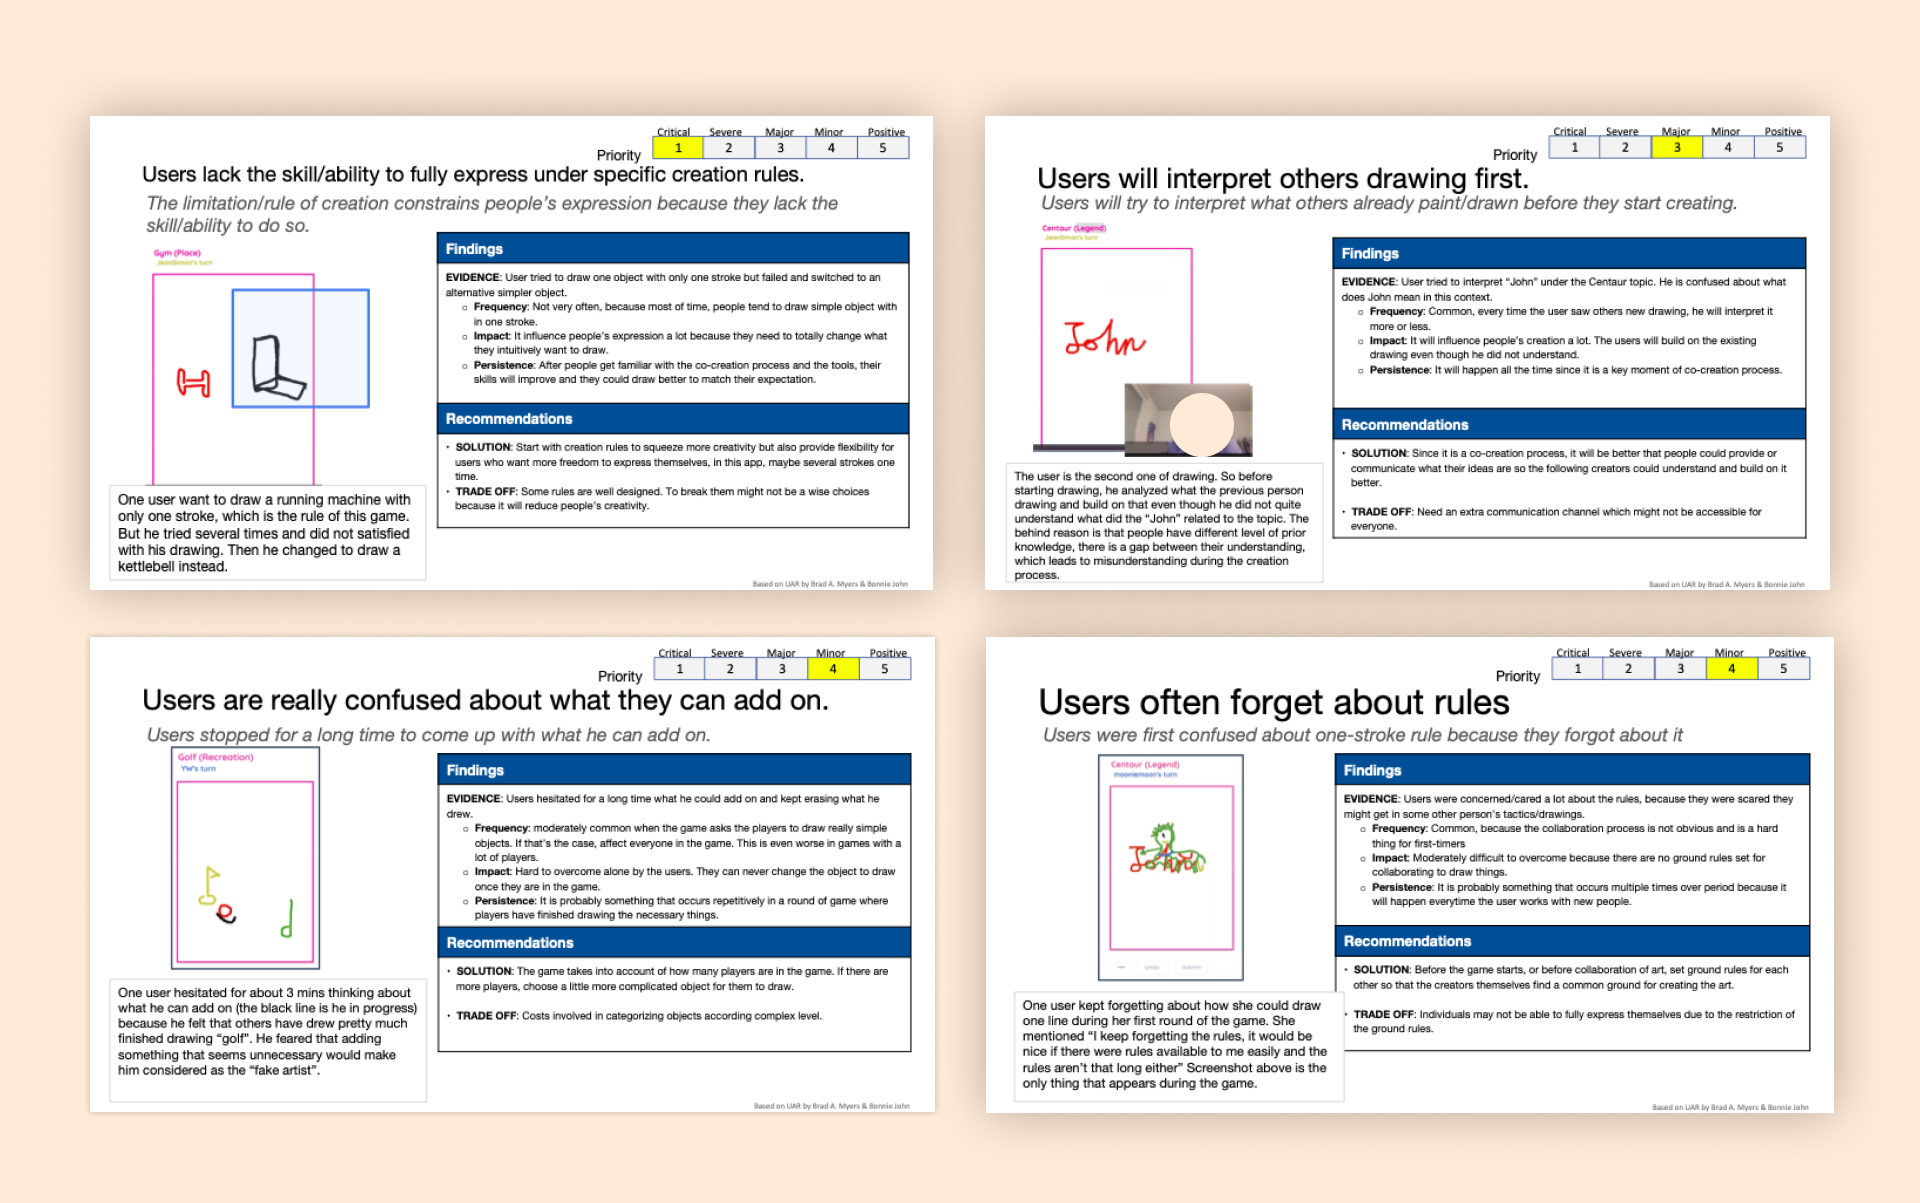 Critical Severe Major Minor Positive
Priority 1 2 3 4 5
Users lack the skill/ability to fully express under specific creation rules.
The limitation/rule of creation constrains people's expression because they lack the
skill/ability to do so.
Gym (Place)
JeanSimon's turn
Findings
EVIDENCE: User tried to draw one object with only one stroke but failed and switched to an
alternative simpler object.
○ Frequency: Not very often, because most of time, people tend to draw simple object with
in one stroke.
○ Impact: It influence people's expression a lot because they need to totally change what
they intuitively want to draw.
○ Persistence: After people get familiar with the co-creation process and the tools, their
skills will improve and they could draw better to match their expectation.
Recommendations
• SOLUTION: Start with creation rules to squeeze more creativity but also provide flexibility for
users who want more freedom to express themselves, in this app, maybe several strokes one
time.
• TRADE OFF: Some rules are well designed. To break them might not be a wise choices
because it will reduce people's creativity.
One user want to draw a running machine with
only one stroke, which is the rule of this game.
But he tried several times and did not satisfied
with his drawing. Then he changed to draw a
kettlebell instead.
Based on UAR by Brad A. Myers & Bonnie John
Critical Severe Major Minor Positive
Priority 1 2 3 4 5
Users will interpret others drawing first.
Users will try to interpret what others already paint/drawn before they start creating.
Centaur (Legend)
JeanSimon's turn
John
Findings
EVIDENCE: User tried to interpret "John" under the Centaur topic. He is confused about what
does John mean in this context.
○ Frequency: Common, every time the user saw others new drawing, he will interpret it
more or less.
○ Impact: It will influence people's creation a lot. The users will build on the existing
drawing even though he did not understand.
○ Persistence: It will happen all the time since it is a key moment of co-creation process.
Recommendations
• SOLUTION: Since it is a co-creation process, it will be better that people could provide or
communicate what their ideas are so the following creators could understand and build on it
better.
• TRADE OFF: Need an extra communication channel which might not be accessible for
everyone.
The user is the second one of drawing. So before
starting drawing, he analyzed what the previous person
drawing and build on that even though he did not quite
understand what did the "John" related to the topic. The
behind reason is that people have different level of prior
knowledge, there is a gap between their understanding,
which leads to misunderstanding during the creation
process.
Based on UAR by Brad A. Myers & Bonnie John
Critical Severe Major Minor Positive
Priority 1 2 3 4 5
Users are really confused about what they can add on.
Users stopped for a long time to come up with what he can add on.
Golf (Recreation)
YW's turn
Findings
EVIDENCE: Users hesitated for a long time what he could add on and kept erasing what he
drew.
○ Frequency: moderately common when the game asks the players to draw really simple
objects. If that's the case, affect everyone in the game. This is even worse in games with a
lot of players.
○ Impact: Hard to overcome alone by the users. They can never change the object to draw
once they are in the game.
○ Persistence: It is probably something that occurs repetitively in a round of game where
players have finished drawing the necessary things.
Recommendations
• SOLUTION: The game takes into account of how many players are in the game. If there are
more players, choose a little more complicated object for them to draw.
• TRADE OFF: Costs involved in categorizing objects according complex level.
One user hesitated for about 3 mins thinking about
what he can add on (the black line is he in progress)
because he felt that others have drew pretty much
finished drawing "golf". He feared that adding
something that seems unnecessary would make
him considered as the "fake artist".
Based on UAR by Brad A. Myers & Bonnie John
Critical Severe Major Minor Positive
Priority 1 2 3 4 5
Users often forget about rules
Users were first confused about one-stroke rule because they forgot about it
Centaur (Legend)
mooniemoon's turn
John
Undo Submit
Findings
EVIDENCE: Users were concerned/cared a lot about the rules, because they were scared they
might get in some other person's tactics/drawings.
○ Frequency: Common, because the collaboration process is not obvious and is a hard
thing for first-timers
○ Impact: Moderately difficult to overcome because there are no ground rules set for
collaborating to draw things.
○ Persistence: It is probably something that occurs multiple times over period because it
will happen everytime the user works with new people.
Recommendations
• SOLUTION: Before the game starts, or before collaboration of art, set ground rules for each
other so that the creators themselves find a common ground for creating the art.
• TRADE OFF: Individuals may not be able to fully express themselves due to the restriction of
the ground rules.
One user kept forgetting about how she could draw
one line during her first round of the game. She
mentioned "I keep forgetting the rules, it would be
nice if there were rules available to me easily and the
rules aren't that long either" Screenshot above is the
only thing that appears during the game.
Based on UAR by Brad A. Myers & Bonnie John